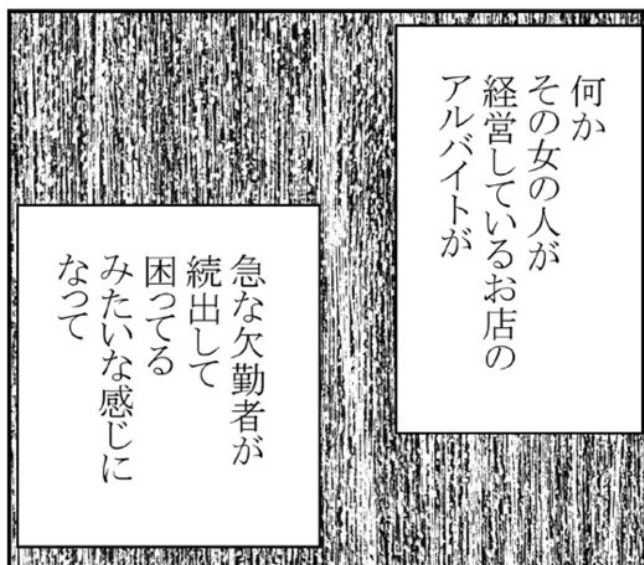 何か
その女の人が
経営しているお店の
アルバイトが
急な欠勤者が
続出して
困ってる
みたいな感じに
なって